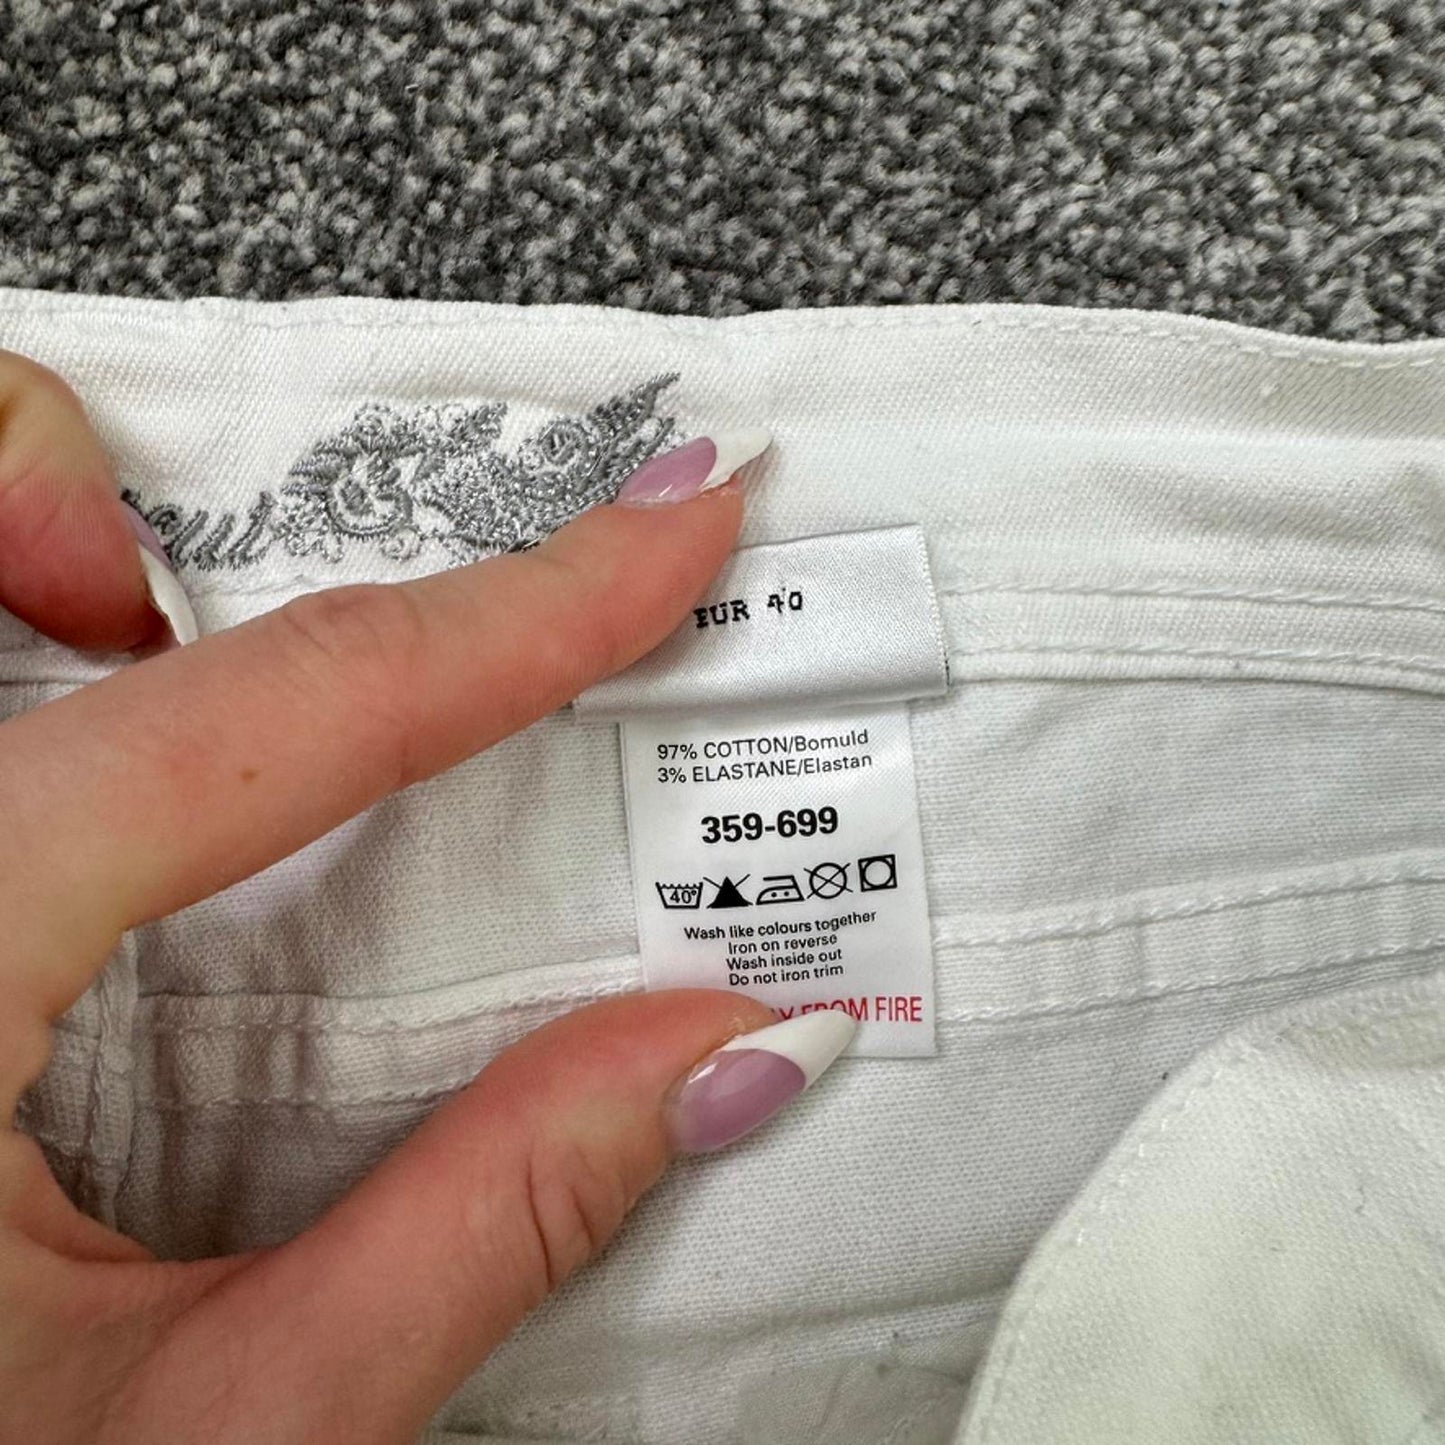 EUR 40
97% COTTON/Bomuld
3% ELASTANE/Elastan
359-699
40°
Wash like colours together
Iron on reverse
Wash inside out
Do not iron trim
FROM FIRE